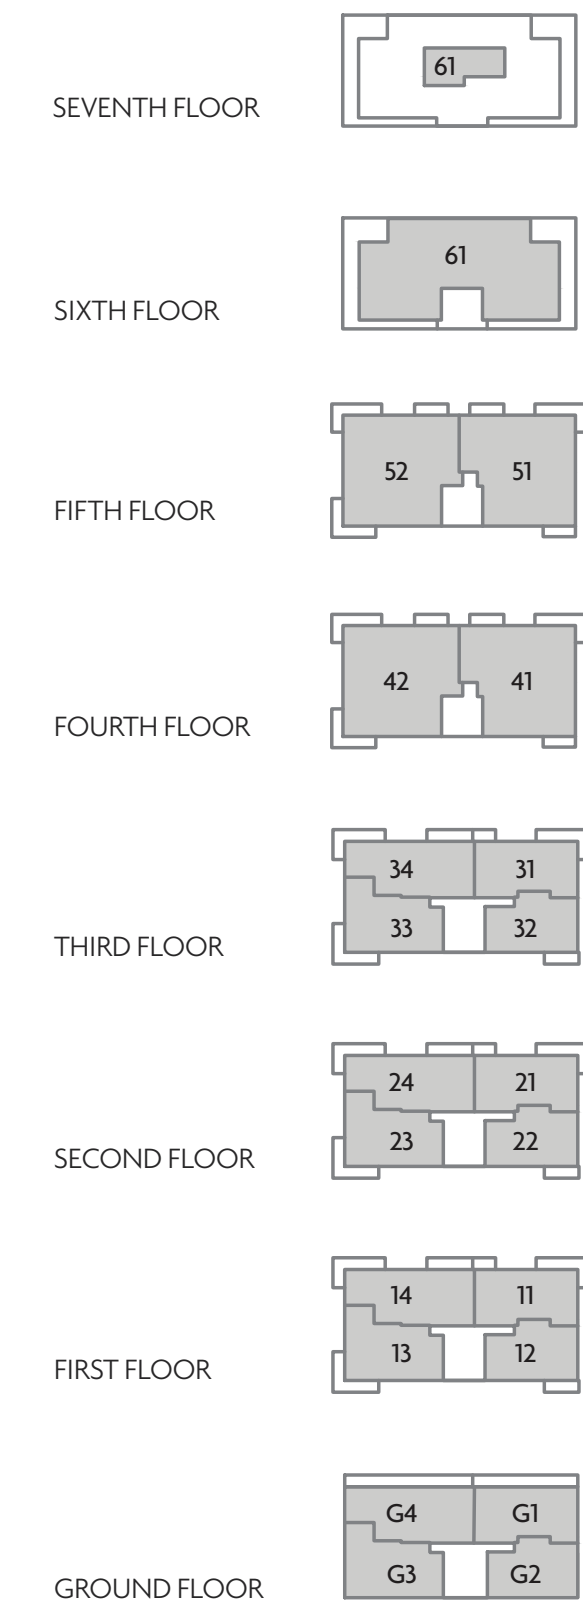 61
SEVENTH FLOOR
61
SIXTH FLOOR
52 51
FIFTH FLOOR
42 41
FOURTH FLOOR
34 31
33 32
THIRD FLOOR
24 21
23 22
SECOND FLOOR
14 11
13 12
FIRST FLOOR
G4 G1
G3 G2
GROUND FLOOR